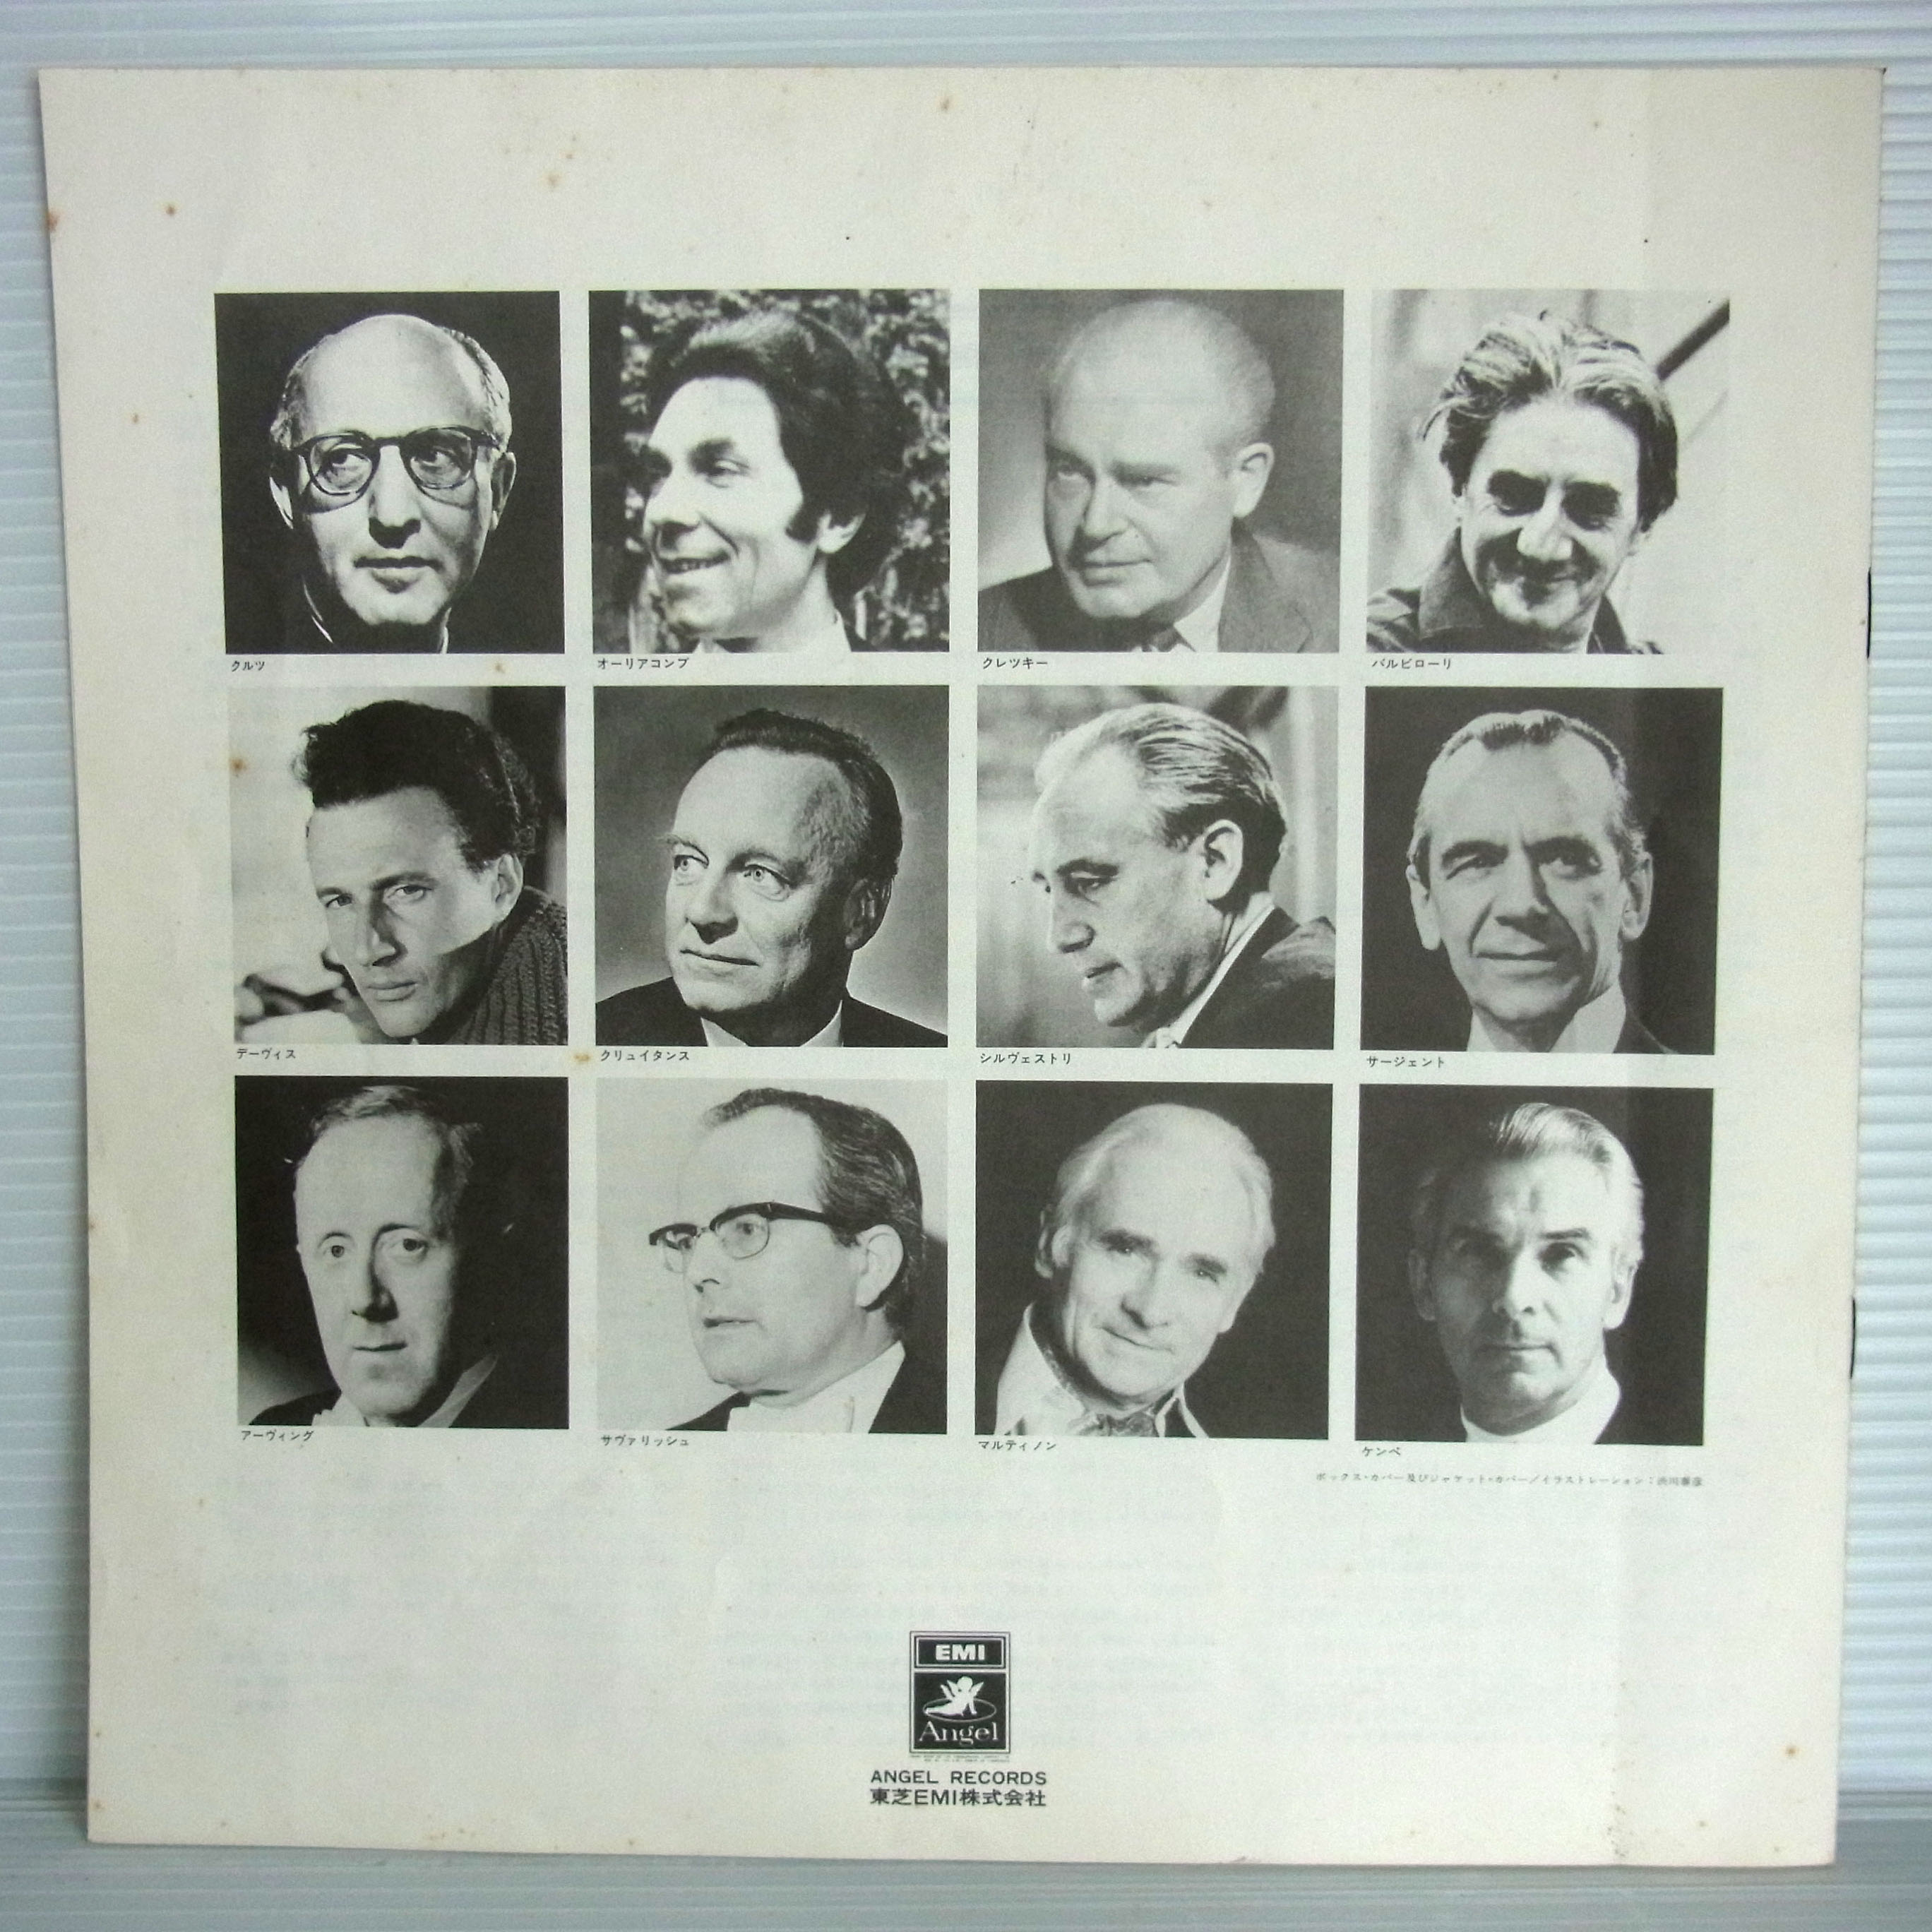 クルツ
オーリアコンブ
クレツキー
バルビローリ
デーヴィス
クリュイタンス
シルヴェストリ
サージェント
アーヴィング
サヴァリッシュ
マルティノン
ケンペ
ボックス・カバー及びジャケット・カバー／イラストレーション：
EMI
Angel
ANGEL RECORDS
東芝EMI株式会社